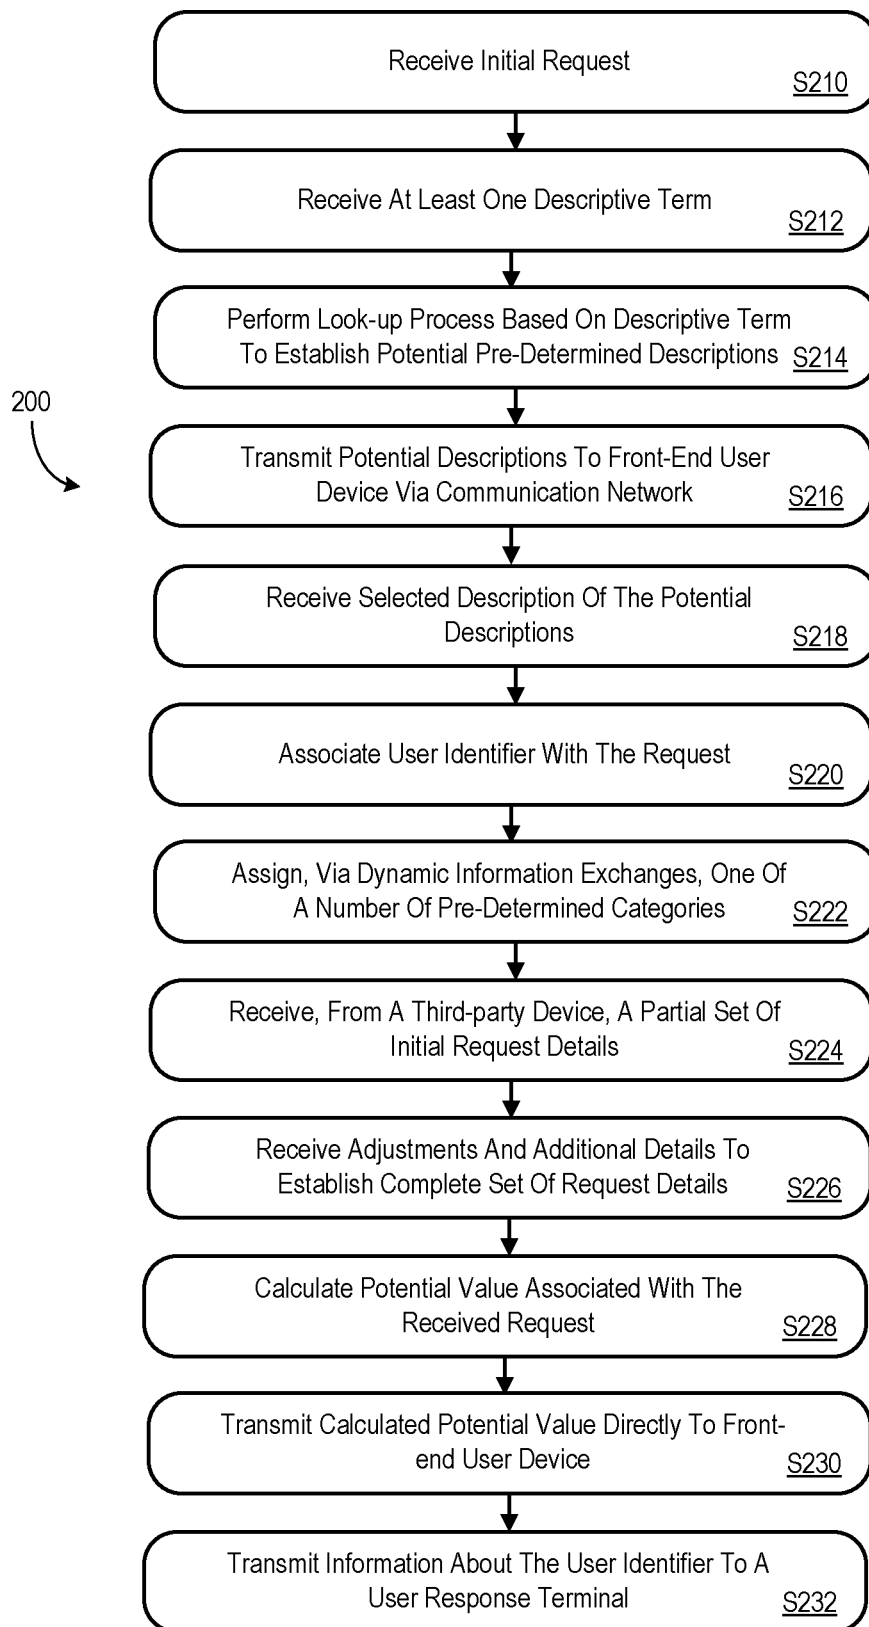 Receive Initial Request
S210
Receive At Least One Descriptive Term
S212
Perform Look-up Process Based On Descriptive Term
To Establish Potential Pre-Determined Descriptions
S214
200
Transmit Potential Descriptions To Front-End User
Device Via Communication Network
S216
Receive Selected Description Of The Potential
Descriptions
S218
Associate User Identifier With The Request
S220
Assign, Via Dynamic Information Exchanges, One Of
A Number Of Pre-Determined Categories
S222
Receive, From A Third-party Device, A Partial Set Of
Initial Request Details
S224
Receive Adjustments And Additional Details To
Establish Complete Set Of Request Details
S226
Calculate Potential Value Associated With The
Received Request
S228
Transmit Calculated Potential Value Directly To Front-
end User Device
S230
Transmit Information About The User Identifier To A
User Response Terminal
S232